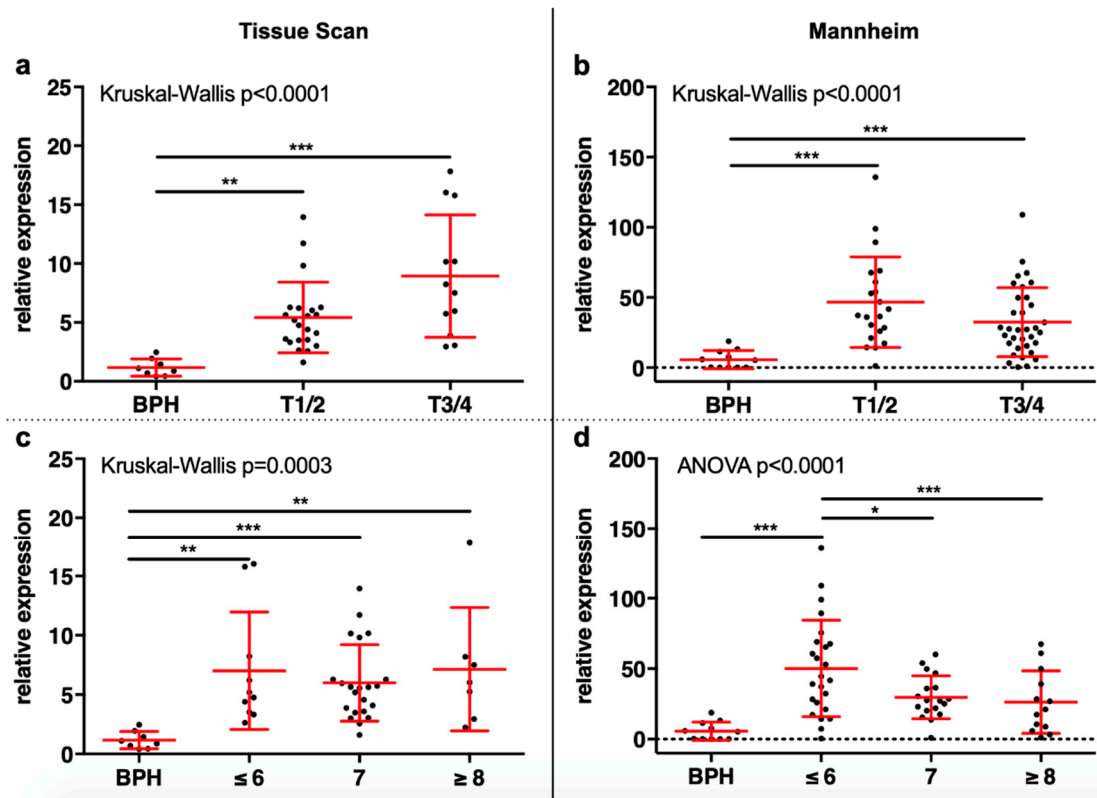 Tissue Scan
Mannheim
a
Kruskal-Wallis p<0.0001
relative expression
25
20
15
10
5
0
***
**
BPH T1/2 T3/4
b
Kruskal-Wallis p<0.0001
relative expression
200
150
100
50
0
***
***
BPH T1/2 T3/4
c
Kruskal-Wallis p=0.0003
relative expression
25
20
15
10
5
0
**
***
**
BPH ≤ 6 7 ≥ 8
d
ANOVA p<0.0001
relative expression
200
150
100
50
0
***
*
***
BPH ≤ 6 7 ≥ 8